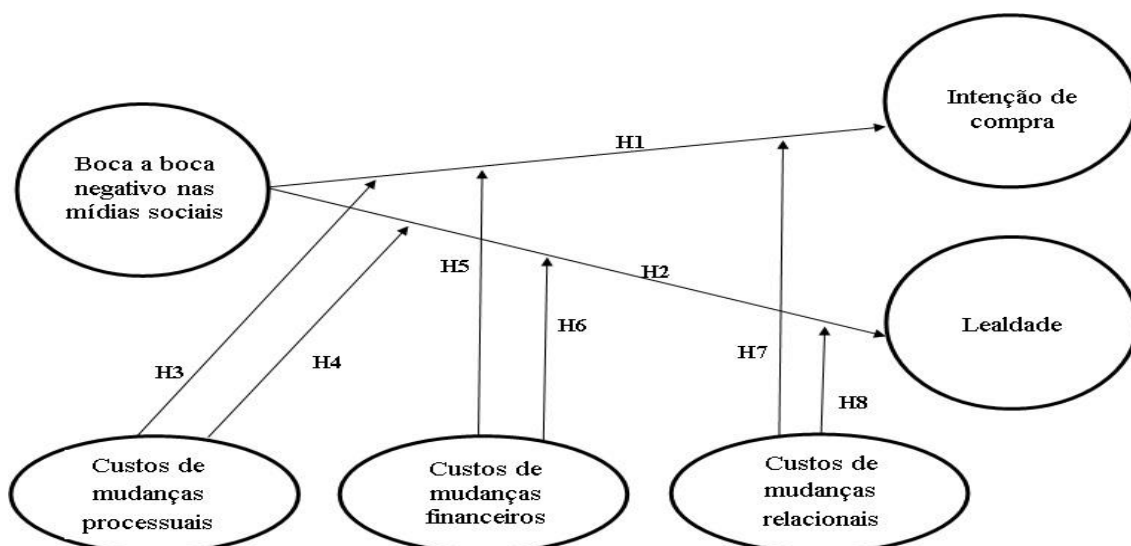 Intenção de
compra
H1
Boca a boca
negativo nas
mídias sociais
H5
H2
H6
Lealdade
H3
H4
H7
H8
Custos de
mudanças
processuais
Custos de
mudanças
financeiros
Custos de
mudanças
relacionais